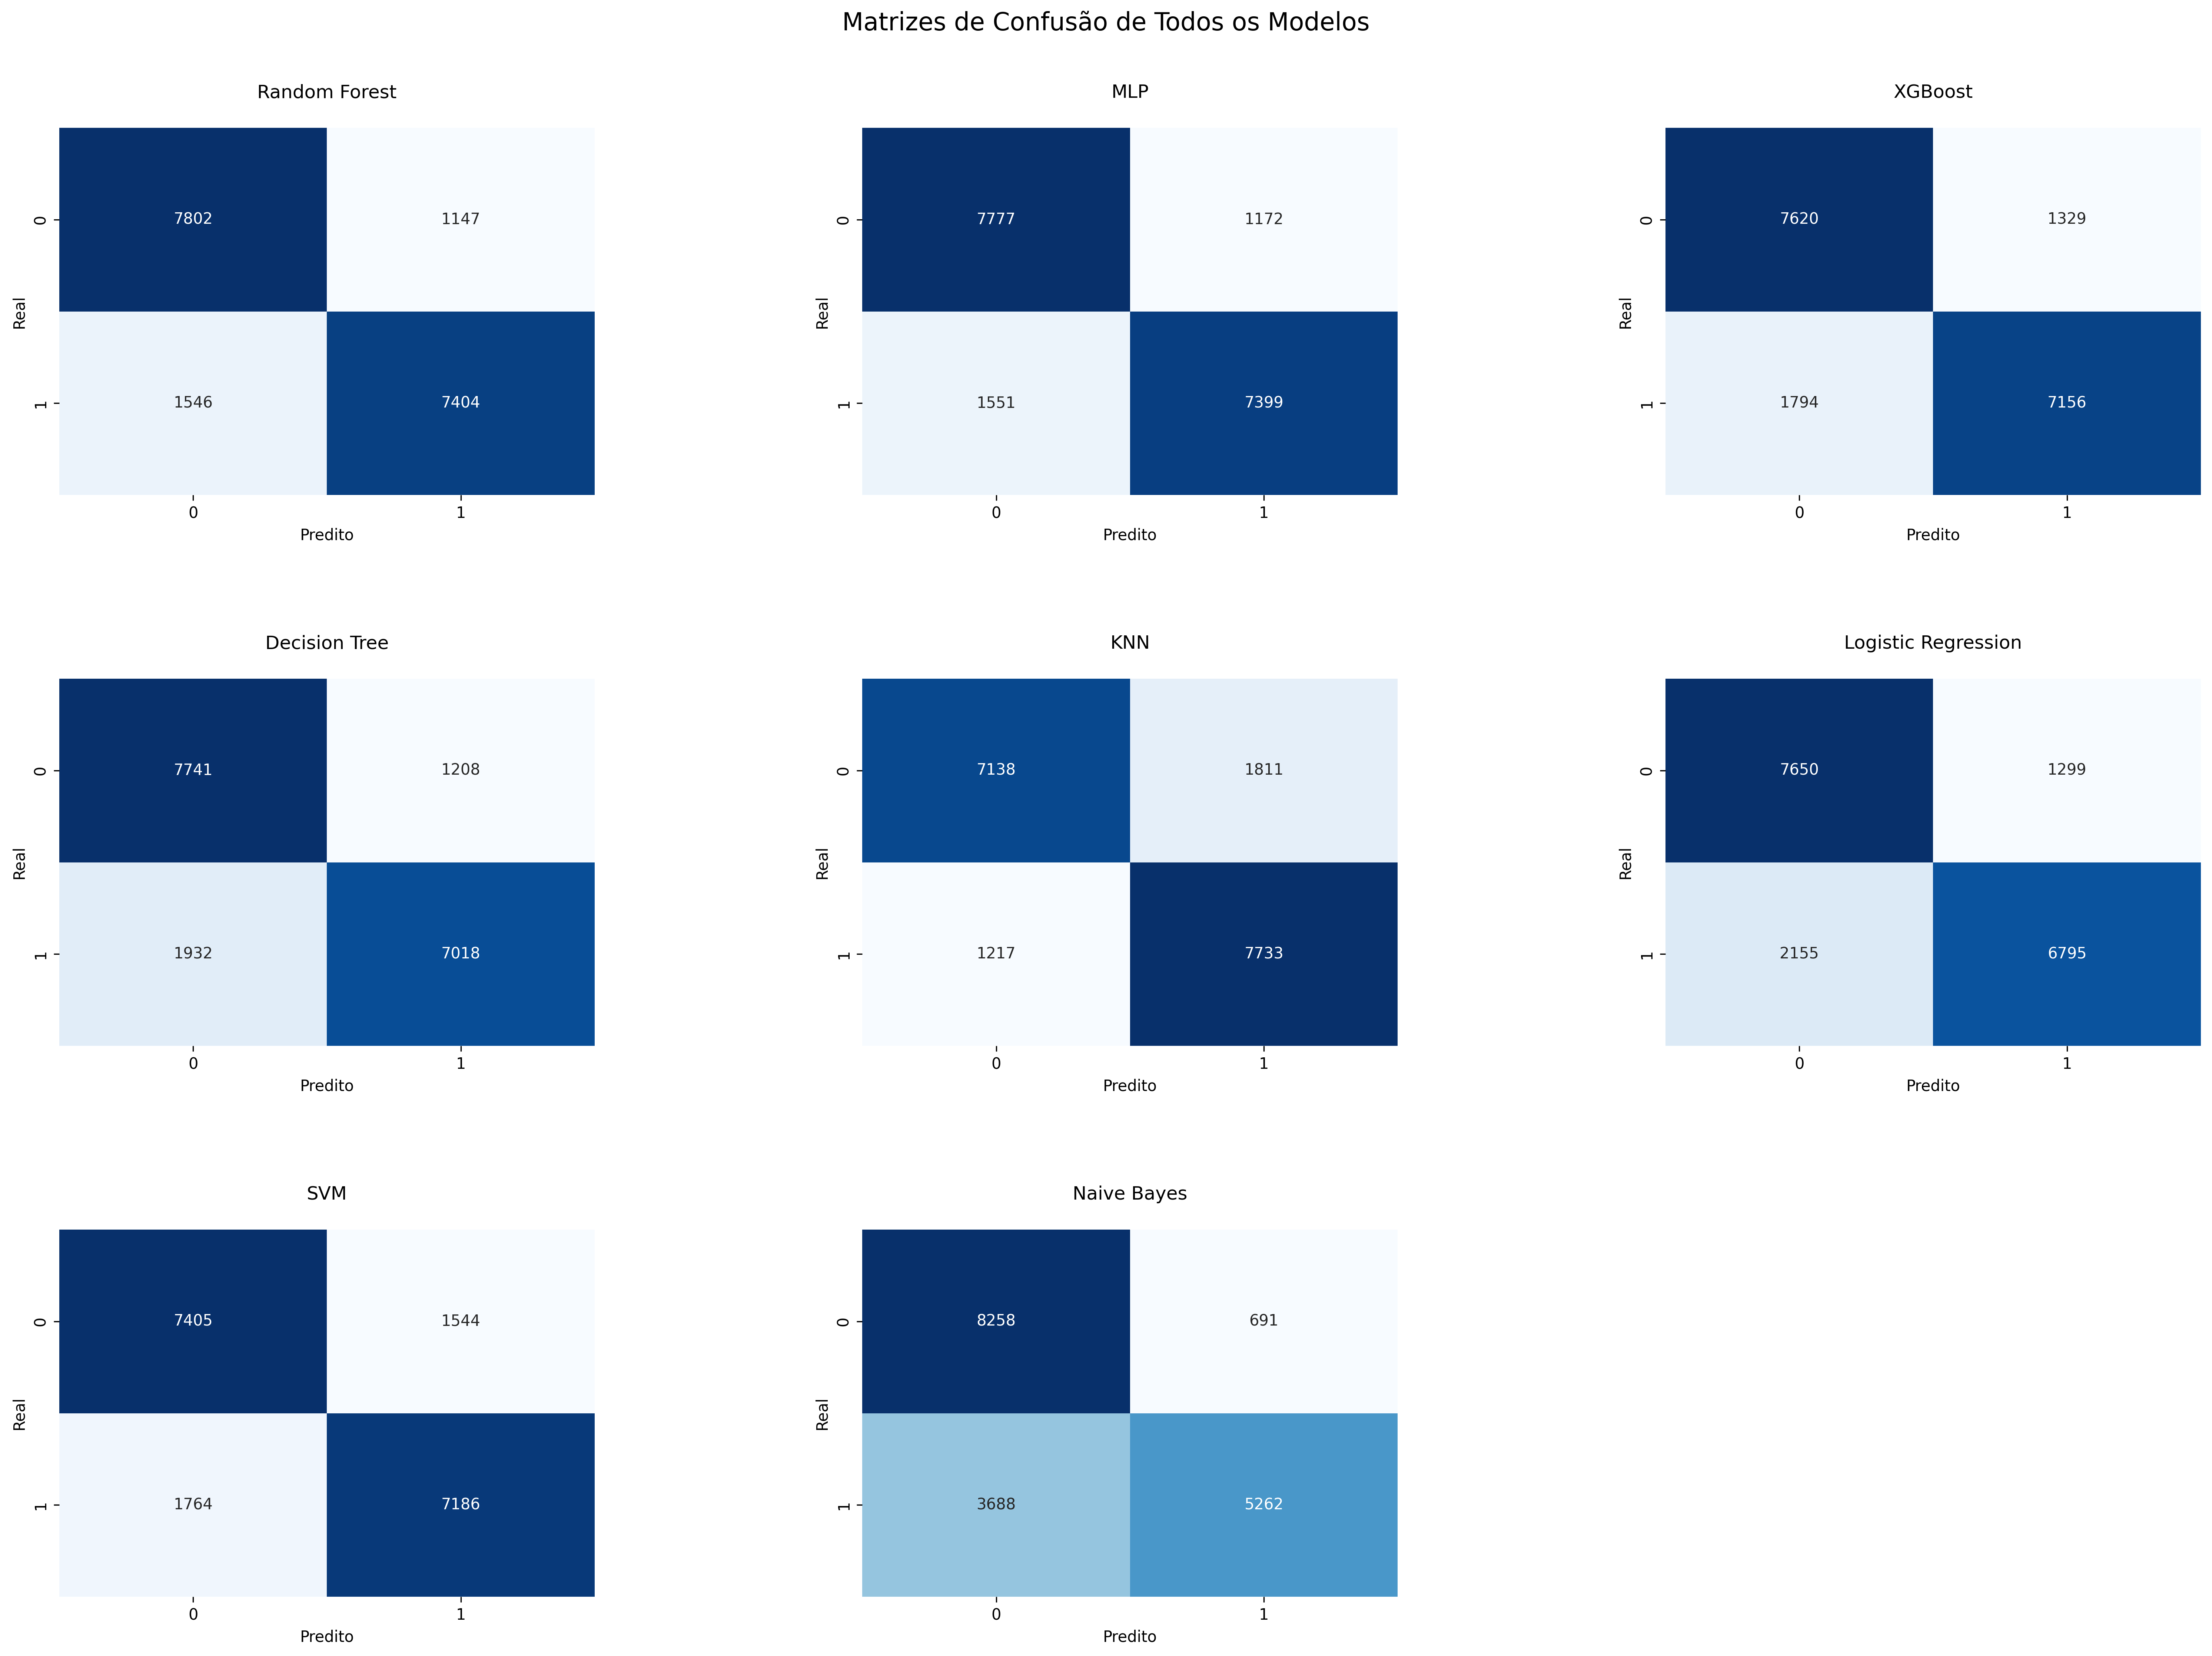 Matrizes de Confusão de Todos os Modelos
Random Forest
Real
0
7802
1147
1
1546
7404
0
1
Predito
MLP
Real
0
7777
1172
1
1551
7399
0
1
Predito
XGBoost
Real
0
7620
1329
1
1794
7156
0
1
Predito
Decision Tree
Real
0
7741
1208
1
1932
7018
0
1
Predito
KNN
Real
0
7138
1811
1
1217
7733
0
1
Predito
Logistic Regression
Real
0
7650
1299
1
2155
6795
0
1
Predito
SVM
Real
0
7405
1544
1
1764
7186
0
1
Predito
Naive Bayes
Real
0
8258
691
1
3688
5262
0
1
Predito